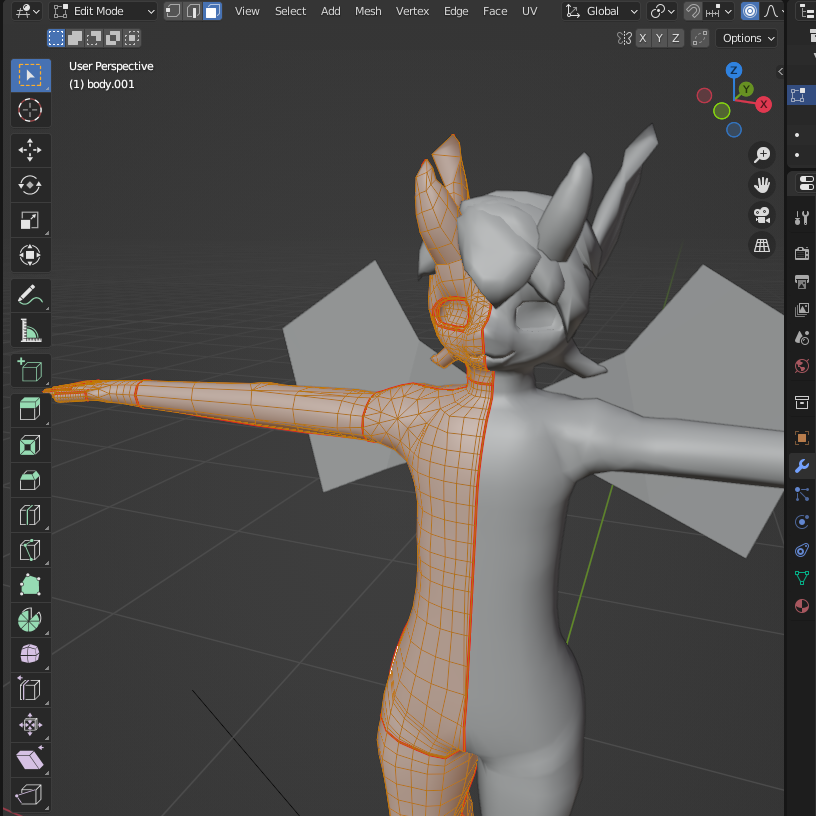 Edit Mode View Select Add Mesh Vertex Edge Face UV Global
X Y Z Options
User Perspective
(1) body.001
Z
Y
X